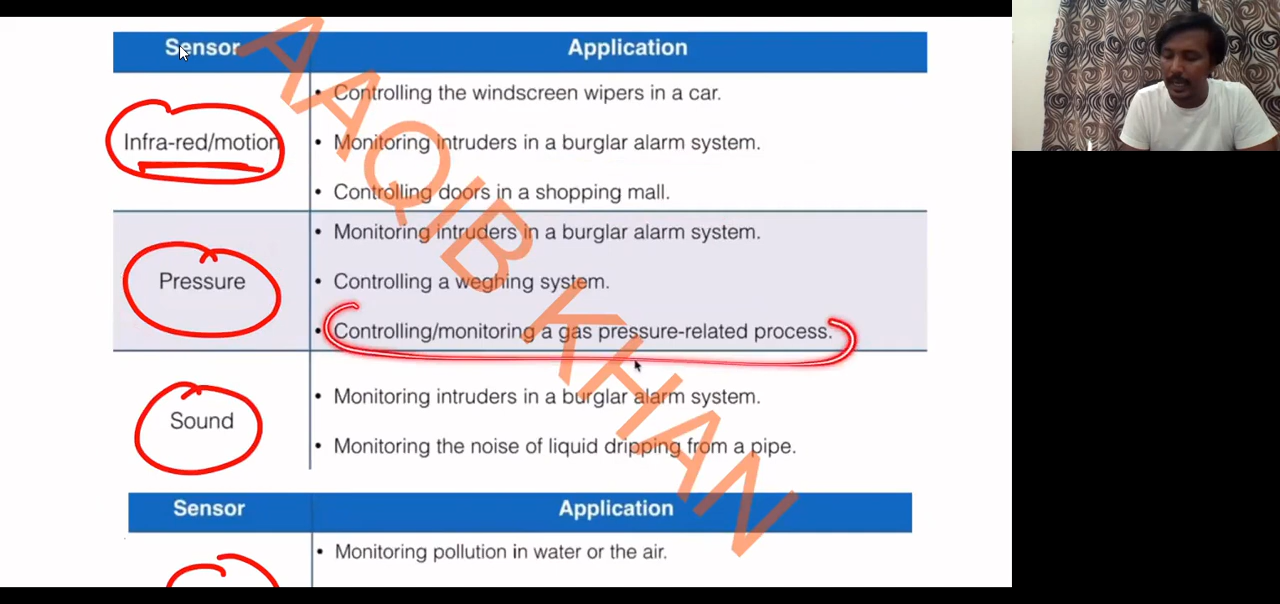 Sensor Application
Infra-red/motion
• Controlling the windscreen wipers in a car.
• Monitoring intruders in a burglar alarm system.
• Controlling doors in a shopping mall.
Pressure
• Monitoring intruders in a burglar alarm system.
• Controlling a weghing system.
• Controlling/monitoring a gas pressure-related process.
Sound
• Monitoring intruders in a burglar alarm system.
• Monitoring the noise of liquid dripping from a pipe.
Sensor Application
• Monitoring pollution in water or the air.
AAQIB KHAN